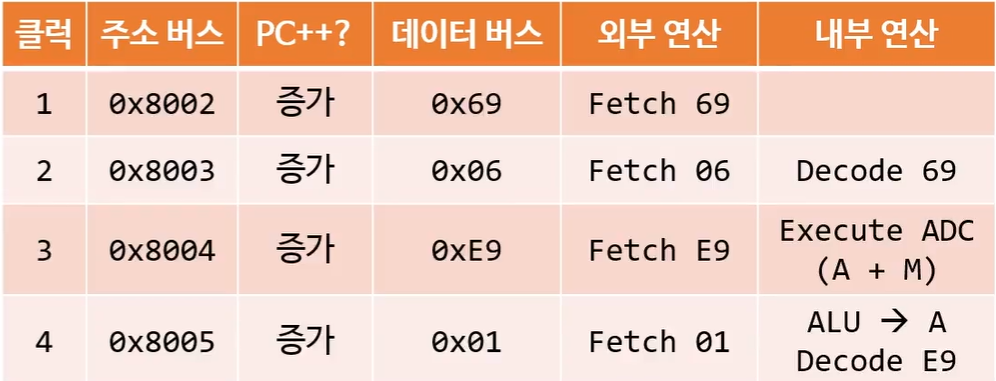 클럭 주소 버스 PC++? 데이터 버스 외부 연산 내부 연산
1 0x8002 증가 0x69 Fetch 69
2 0x8003 증가 0x06 Fetch 06 Decode 69
3 0x8004 증가 0xE9 Fetch E9 Execute ADC
(A + M)
4 0x8005 증가 0x01 Fetch 01 ALU → A
Decode E9